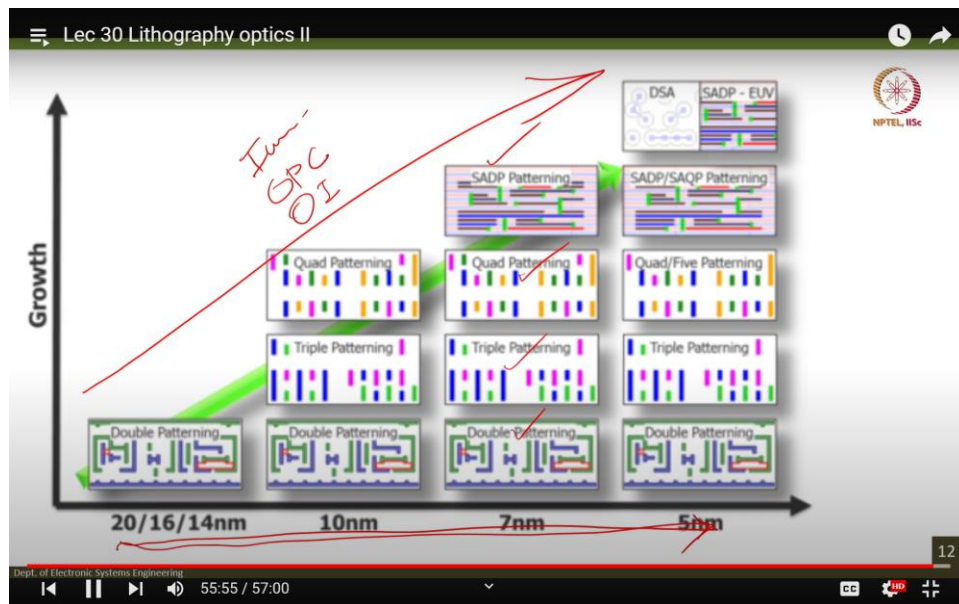 Lec 30 Lithography optics II
NPTEL, IISc
DSA
SADP - EUV
SADP Patterning
SADP/SAQP Patterning
Quad Patterning
Quad Patterning
Quad/Five Patterning
Triple Patterning
Triple Patterning
Triple Patterning
Double Patterning
Double Patterning
Double Patterning
Double Patterning
Growth
20/16/14nm
10nm
7nm
5nm
OPC
OI
12
Dept. of Electronic Systems Engineering
55:55 / 57:00
CC
HD